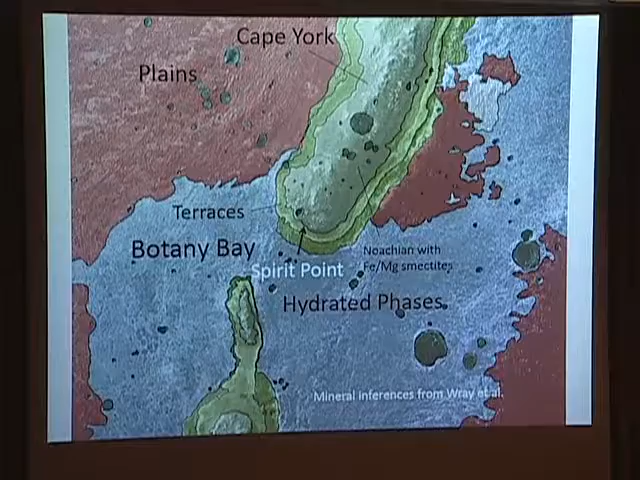 Cape York
Plains
Terraces
Botany Bay
Noachian with
Fe/Mg smectites
Spirit Point
Hydrated Phases
Mineral inferences from Wray et al.